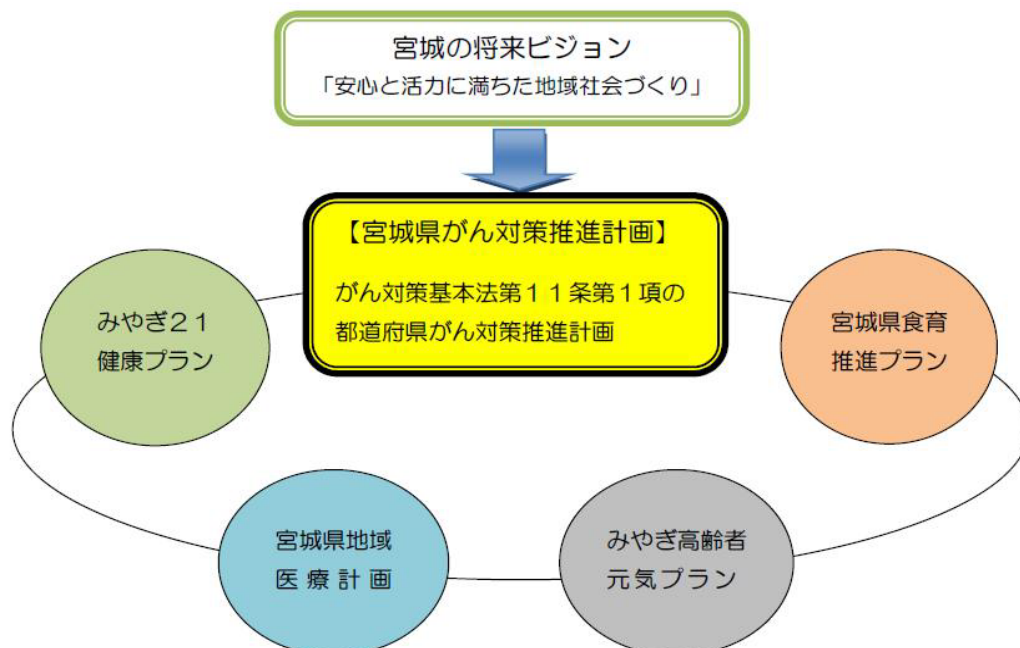 宮城の将来ビジョン
「安心と活力に満ちた地域社会づくり」
【宮城県がん対策推進計画】
がん対策基本法第１１条第１項の
都道府県がん対策推進計画
みやぎ２１
健康プラン
宮城県食育
推進プラン
宮城県地域
医療計画
みやぎ高齢者
元気プラン